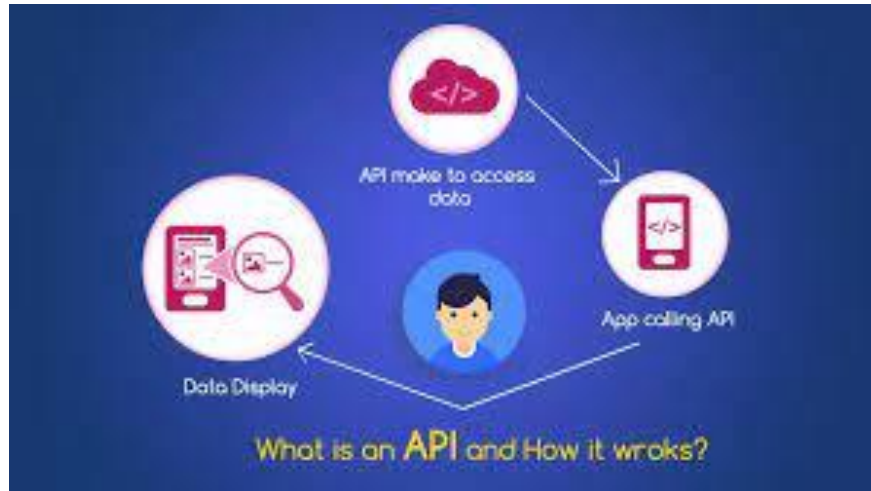 </>
API make to access
data
</>
App calling API
Data Display
What is an API and How it wroks?